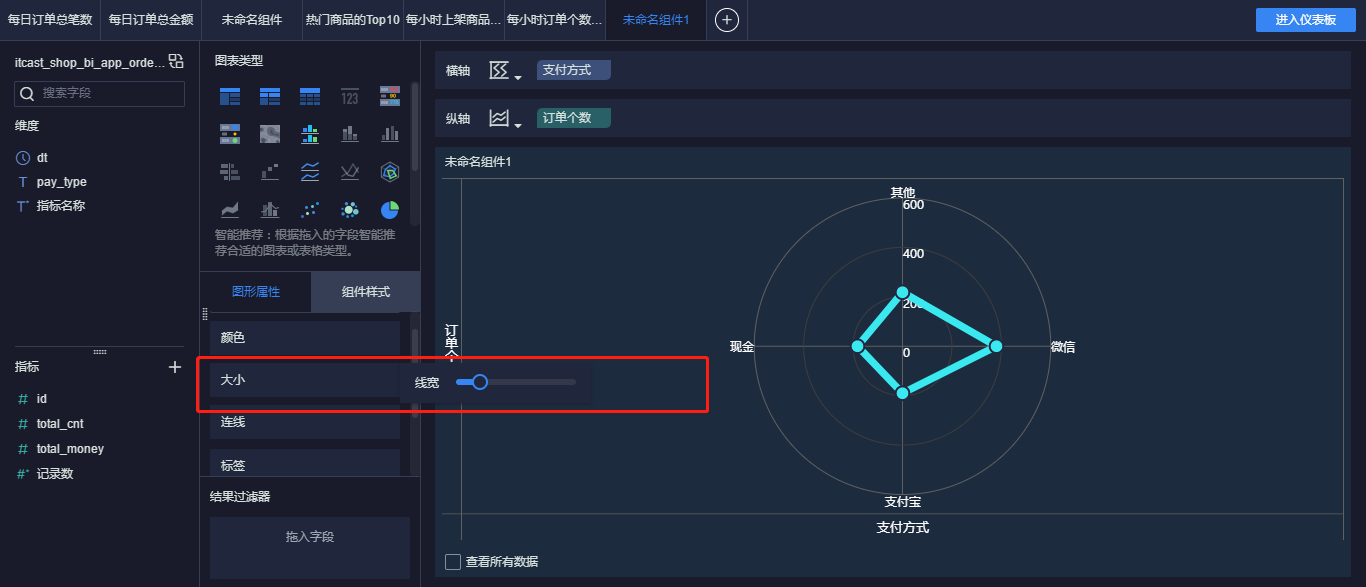 每日订单总笔数
每日订单总金额
未命名组件
热门商品的Top10
每小时上架商品...
每小时订单个数...
未命名组件1
进入仪表板
itcast_shop_bi_app_orde...
搜索字段
维度
dt
T pay_type
T* 指标名称
指标
# id
# total_cnt
# total_money
#* 记录数
图表类型
123
智能推荐：根据拖入的字段智能推
荐合适的图表或表格类型。
图形属性
组件样式
颜色
大小
线宽
连线
标签
结果过滤器
拖入字段
横轴
支付方式
纵轴
订单个数
未命名组件1
其他
600
400
200
0
现金
微信
支付宝
支付方式
订单个
查看所有数据